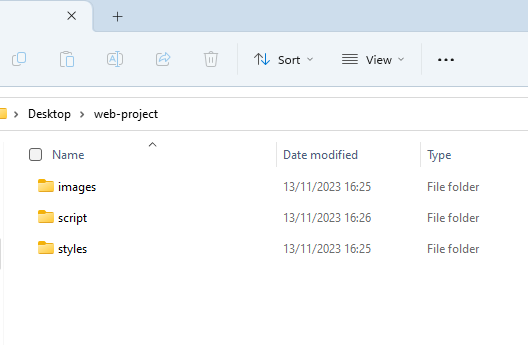 Sort View
Desktop web-project
Name Date modified Type
images 13/11/2023 16:25 File folder
script 13/11/2023 16:26 File folder
styles 13/11/2023 16:25 File folder